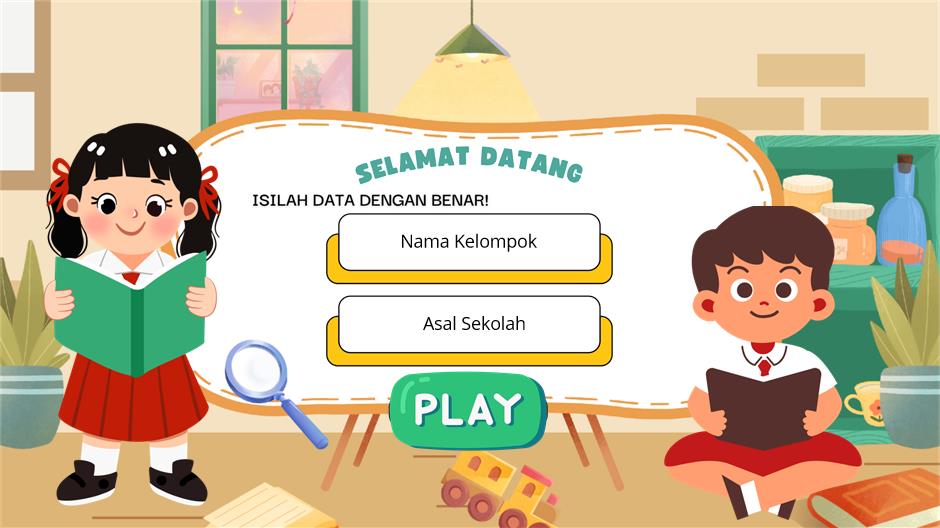 SELAMAT DATANG
ISILAH DATA DENGAN BENAR!
Nama Kelompok
Asal Sekolah
PLAY